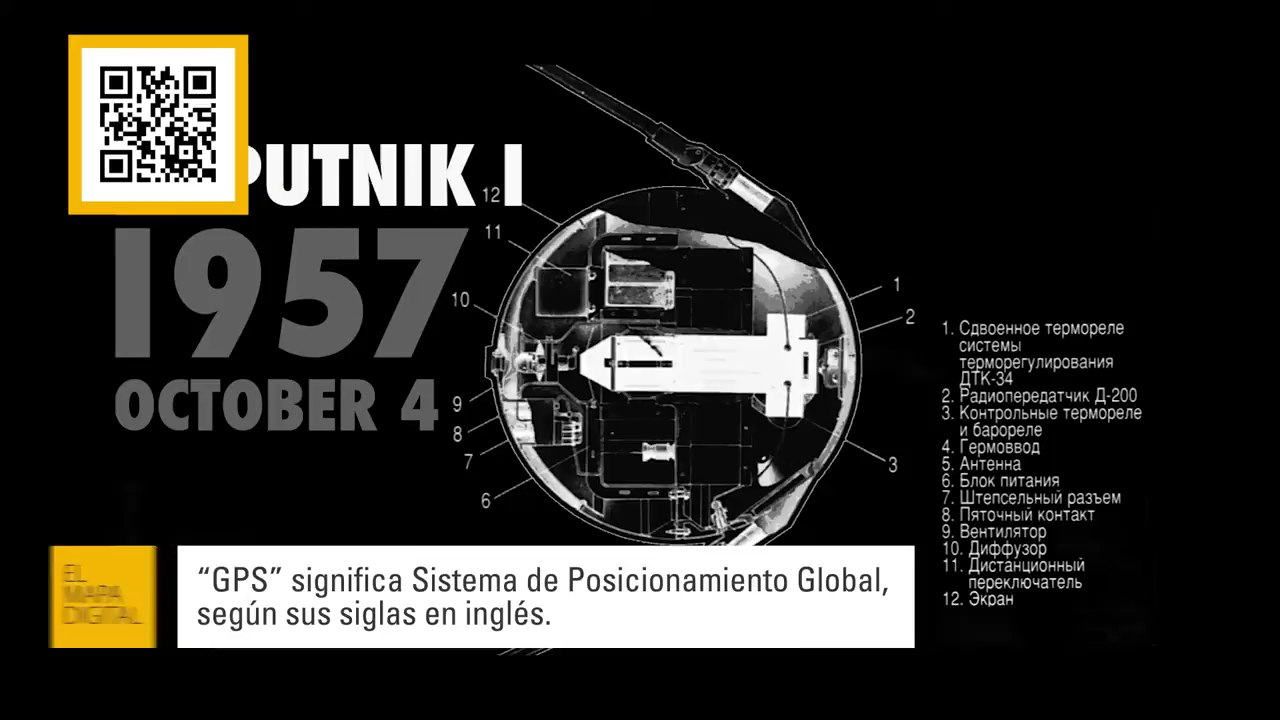 PUTNIK I
1957
OCTOBER 4
12
11
10
9
8
7
6
1
2
3
1. Сдвоенное термореле
системы
терморегулирования
ДТК-34
2. Радиопередатчик Д-200
3. Контрольные термореле
и барореле
4. Гермоввод
5. Антенна
6. Блок питания
7. Штепсельный разъем
8. Пяточный контакт
9. Вентилятор
10. Диффузор
11. Дистанционный
переключатель
12. Экран
EL
MAPA
DIGITAL
“GPS” significa Sistema de Posicionamiento Global,
según sus siglas en inglés.